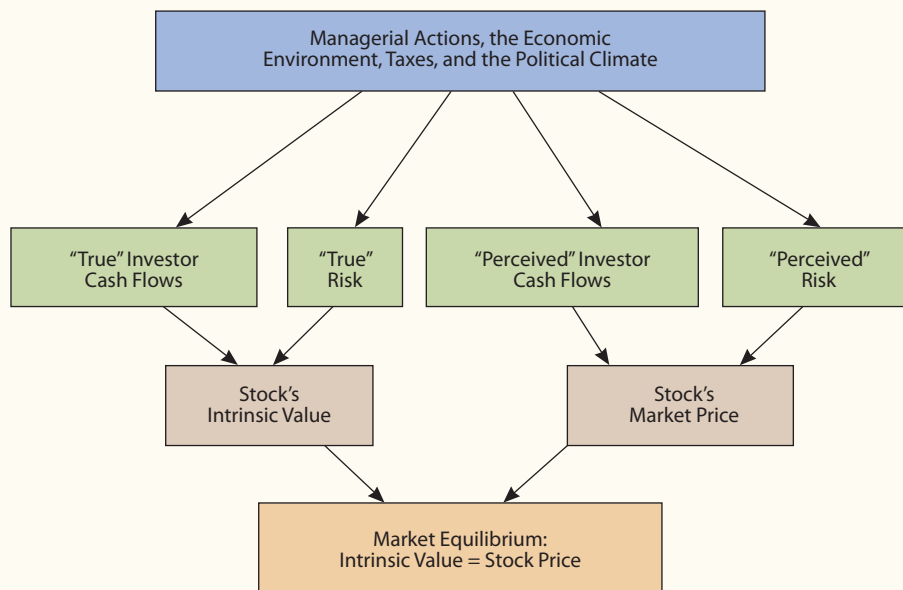 Managerial Actions, the Economic
Environment, Taxes, and the Political Climate
“True” Investor
Cash Flows
“True”
Risk
“Perceived” Investor
Cash Flows
“Perceived”
Risk
Stock’s
Intrinsic Value
Stock’s
Market Price
Market Equilibrium:
Intrinsic Value = Stock Price